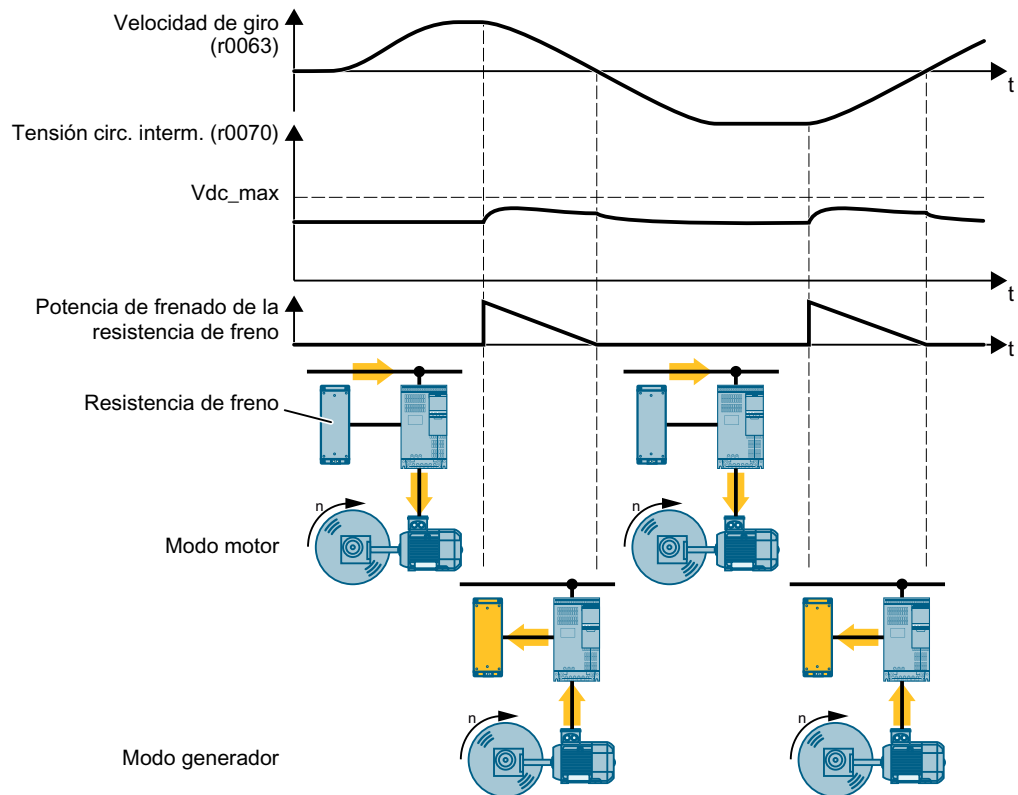 Velocidad de giro
(r0063)
t
Tensión circ. interm. (r0070)
Vdc_max
t
Potencia de frenado de la
resistencia de freno
t
Resistencia de freno
n
n
Modo motor
n
n
Modo generador